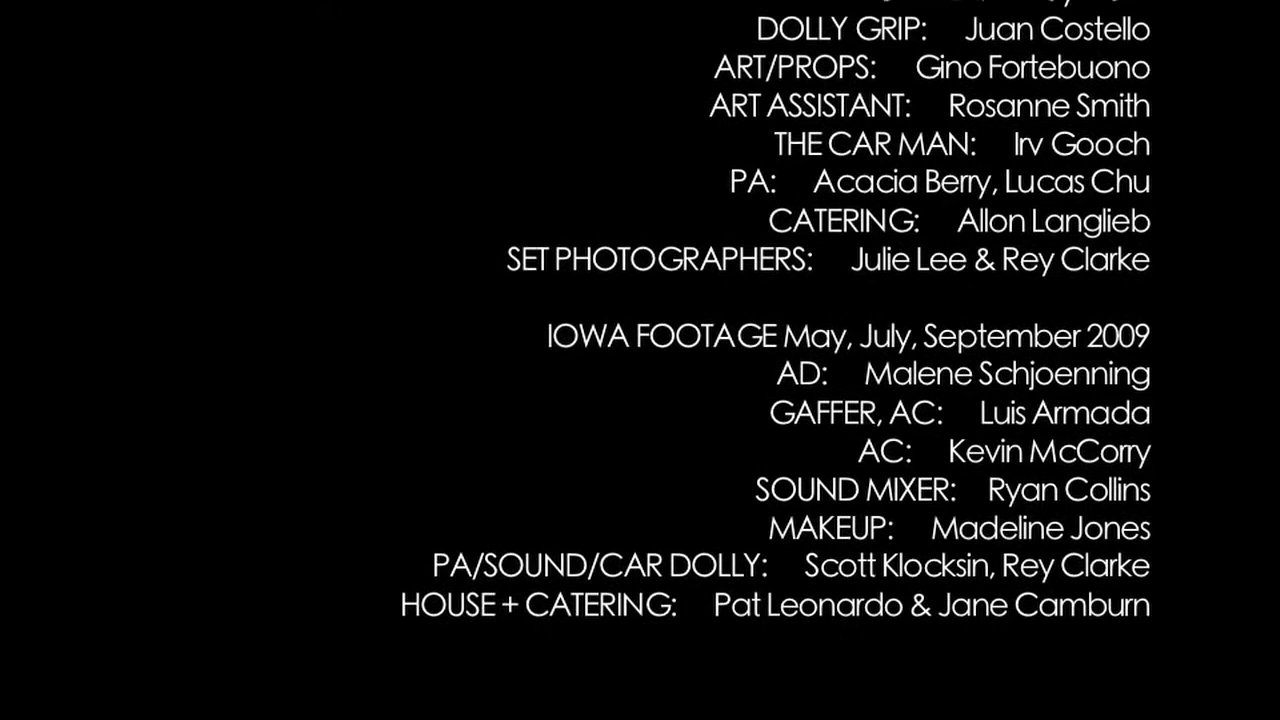 DOLLY GRIP: Juan Costello
ART/PROPS: Gino Fortebuono
ART ASSISTANT: Rosanne Smith
THE CAR MAN: Irv Gooch
PA: Acacia Berry, Lucas Chu
CATERING: Allon Langlieb
SET PHOTOGRAPHERS: Julie Lee & Rey Clarke
IOWA FOOTAGE May, July, September 2009
AD: Malene Schjoenning
GAFFER, AC: Luis Armada
AC: Kevin McCorry
SOUND MIXER: Ryan Collins
MAKEUP: Madeline Jones
PA/SOUND/CAR DOLLY: Scott Klocksin, Rey Clarke
HOUSE + CATERING: Pat Leonardo & Jane Camburn